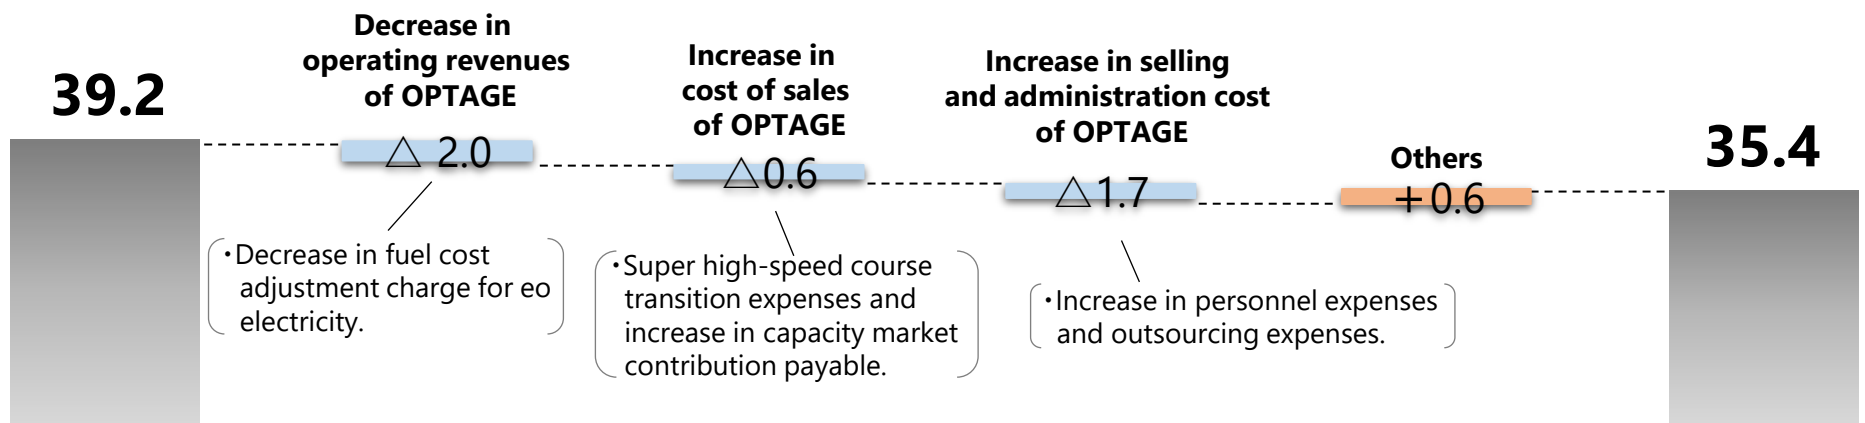 39.2
Decrease in
operating revenues
of OPTAGE
△ 2.0
・Decrease in fuel cost
adjustment charge for eo
electricity.
Increase in
cost of sales
of OPTAGE
△0.6
・Super high-speed course
transition expenses and
increase in capacity market
contribution payable.
Increase in selling
and administration cost
of OPTAGE
△1.7
・Increase in personnel expenses
and outsourcing expenses.
Others
+0.6
35.4